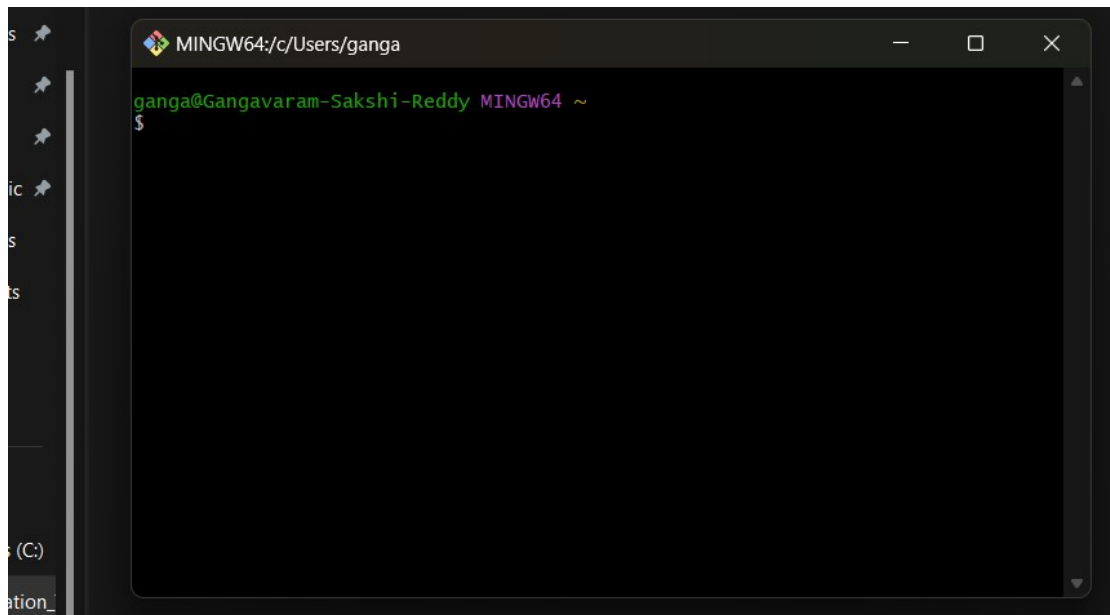 s
MINGW64:/c/Users/ganga
ganga@Gangavaram-Sakshi-Reddy MINGW64 ~
$
ic
s
ts
s (C:)
ation_